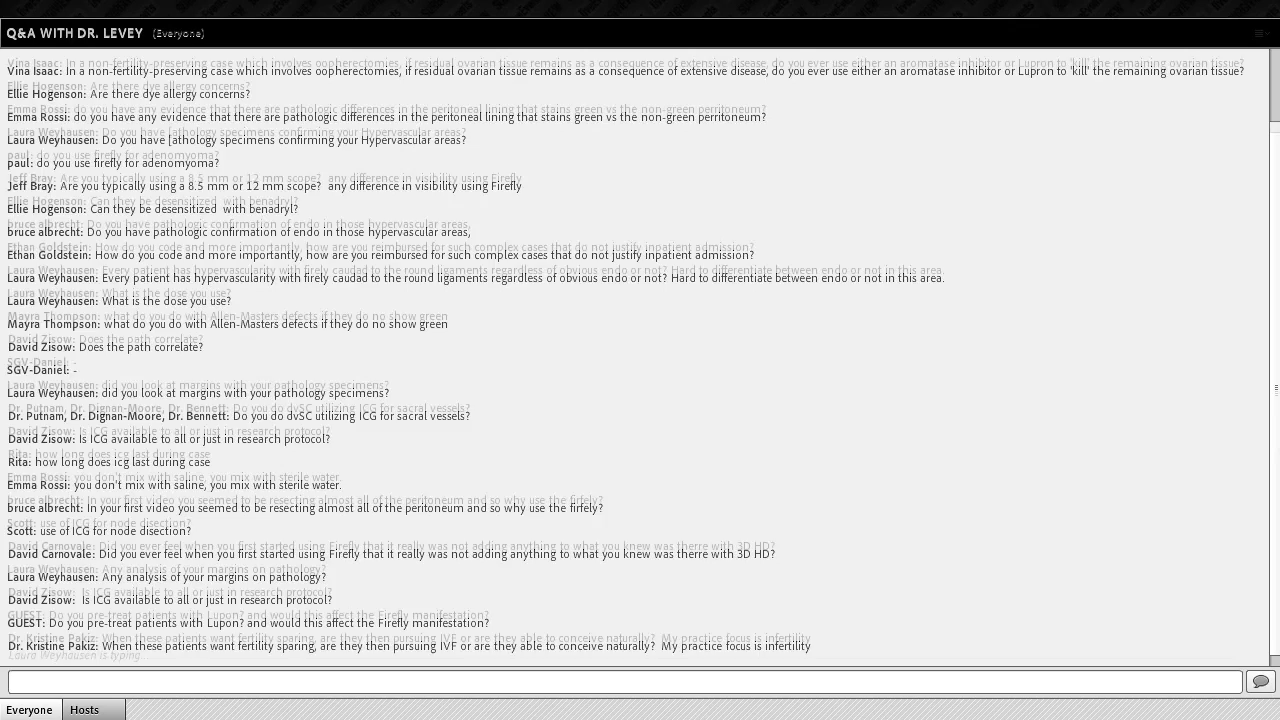 Q&A WITH DR. LEVEY (Everyone)
Vina Isaac: In a non-fertility-preserving case which involves oopherectomies, if residual ovarian tissue remains as a consequence of extensive disease, do you ever use either an aromatase inhibitor or Lupron to 'kill' the remaining ovarian tissue?
Ellie Hogenson: Are there dye allergy concerns?
Emma Rossi: do you have any evidence that there are pathologic differences in the peritoneal lining that stains green vs the non-green perritoneum?
Laura Weyhausen: Do you have [athology specimens confirming your Hypervascular areas?
paul: do you use firefly for adenomyoma?
Jeff Bray: Are you typically using a 8.5 mm or 12 mm scope?  any difference in visibility using Firefly
Ellie Hogenson: Can they be desensitized  with benadryl?
bruce albrecht: Do you have pathologic confirmation of endo in those hypervascular areas,
Ethan Goldstein: How do you code and more importantly, how are you reimbursed for such complex cases that do not justify inpatient admission?
Laura Weyhausen: Every patient has hypervascularity with firely caudad to the round ligaments regardless of obvious endo or not? Hard to differentiate between endo or not in this area.
Laura Weyhausen: What is the dose you use?
Mayra Thompson: what do you do with Allen-Masters defects if they do no show green
David Zisow: Does the path correlate?
SGV-Daniel: -
Laura Weyhausen: did you look at margins with your pathology specimens?
Dr. Putnam, Dr. Dignan-Moore, Dr. Bennett: Do you do dvSC utilizing ICG for sacral vessels?
David Zisow: Is ICG available to all or just in research protocol?
Rita: how long does icg last during case
Emma Rossi: you don't mix with saline, you mix with sterile water.
bruce albrecht: In your first video you seemed to be resecting almost all of the peritoneum and so why use the firfely?
Scott: use of ICG for node disection?
David Carnovale: Did you ever feel when you first started using Firefly that it really was not adding anything to what you knew was therre with 3D HD?
Laura Weyhausen: Any analysis of your margins on pathology?
David Zisow:  Is ICG available to all or just in research protocol?
GUEST: Do you pre-treat patients with Lupon? and would this affect the Firefly manifestation?
Dr. Kristine Pakiz: When these patients want fertility sparing, are they then pursuing IVF or are they able to conceive naturally?  My practice focus is infertility
Laura Weyhausen is typing...
Everyone Hosts